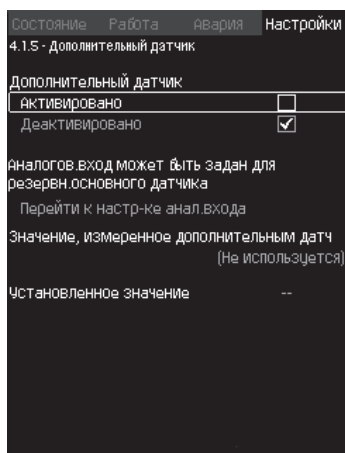 Состояние Работа Авария Настройки
4.1.5 - Дополнительный датчик
Дополнительный датчик
Активировано
Деактивировано
Аналогов.вход может быть задан для
резервн.основного датчика
Перейти к настр-ке анал.входа
Значение, измеренное дополнительным датч
(Не используется)
Установленное значение --